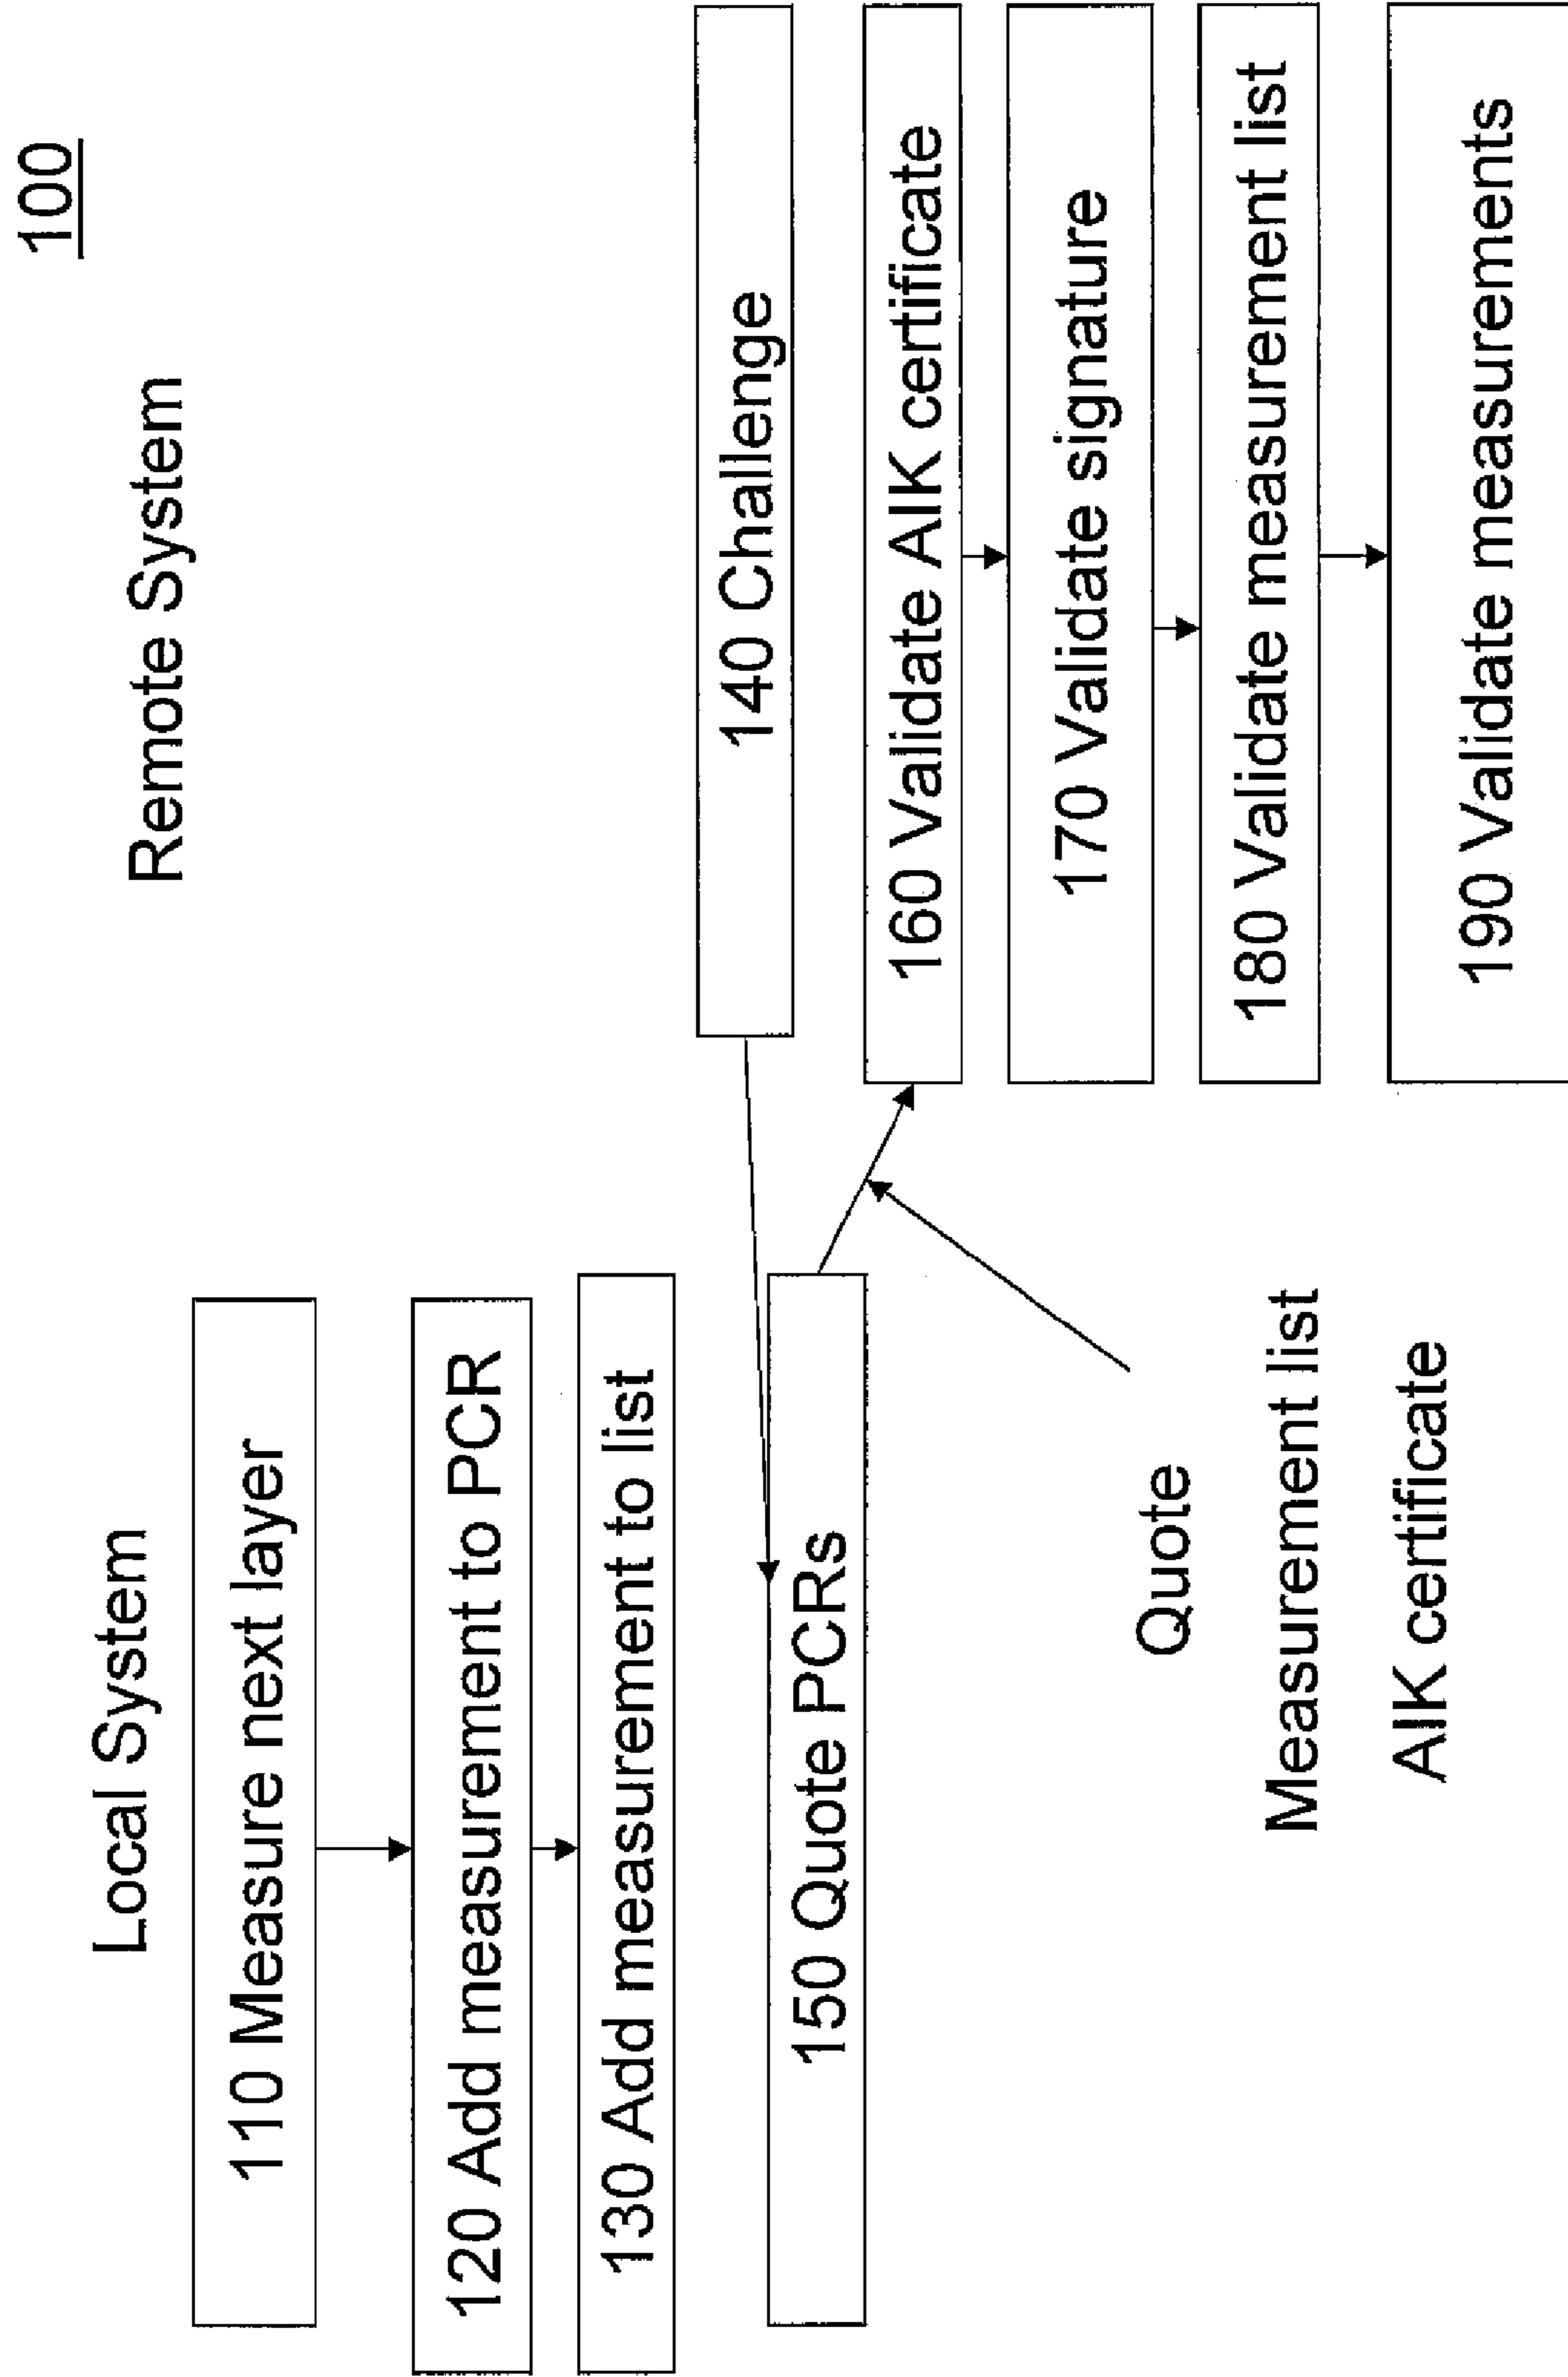 100
Local System
Remote System
110 Measure next layer
120 Add measurement to PCR
130 Add measurement to list
140 Challenge
150 Quote PCRs
160 Validate AIK certificate
170 Validate signature
180 Validate measurement list
190 Validate measurements
Quote
Measurement list
AIK certificate